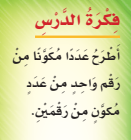 فِكْرَةُ الدَّرْسِ
أَطْرَحُ عَدَدًا مُكَوَّنًا مِنْ
رَقْمٍ وَاحِدٍ مِنْ عَدَدٍ
مُكَوَّنٍ مِنْ رَقْمَيْنِ.